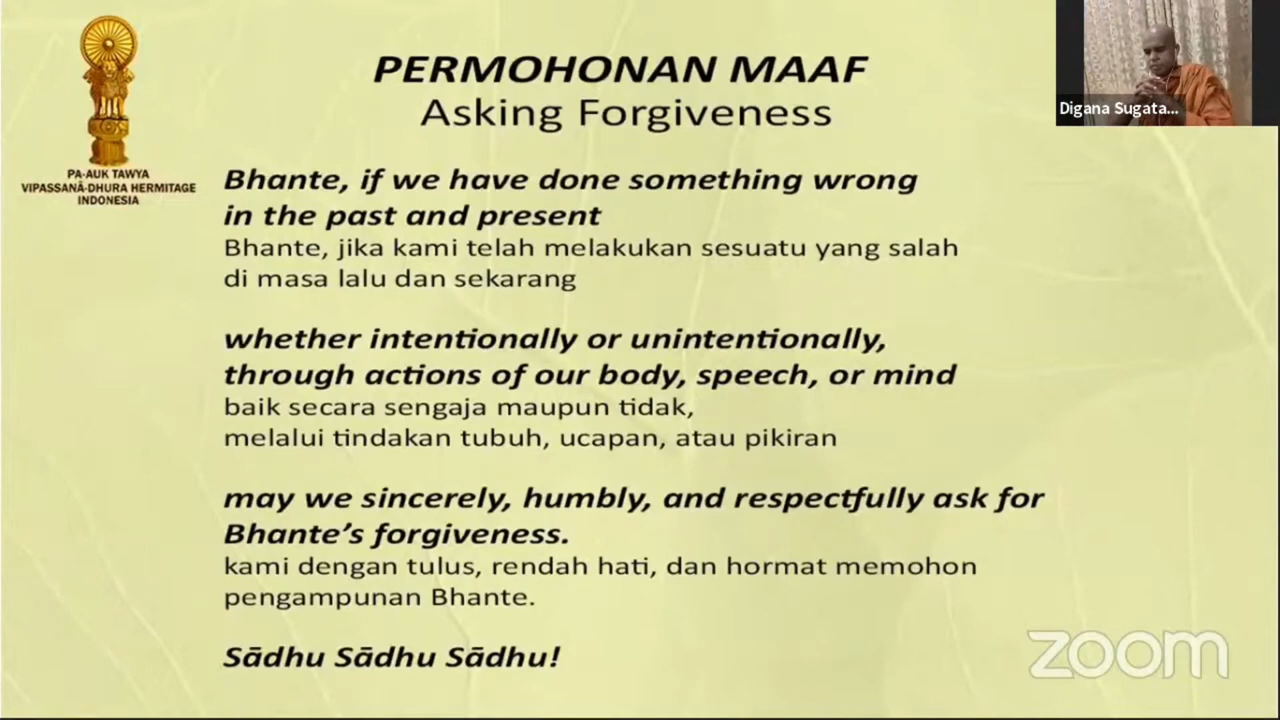 PERMOHONAN MAAF
Asking Forgiveness
PA-AUK TAWYA
VIPASSANĀ-DHURA HERMITAGE
INDONESIA
Digana Sugata...
Bhante, if we have done something wrong
in the past and present
Bhante, jika kami telah melakukan sesuatu yang salah
di masa lalu dan sekarang
whether intentionally or unintentionally,
through actions of our body, speech, or mind
baik secara sengaja maupun tidak,
melalui tindakan tubuh, ucapan, atau pikiran
may we sincerely, humbly, and respectfully ask for
Bhante’s forgiveness.
kami dengan tulus, rendah hati, dan hormat memohon
pengampunan Bhante.
Sādhu Sādhu Sādhu!
zoom